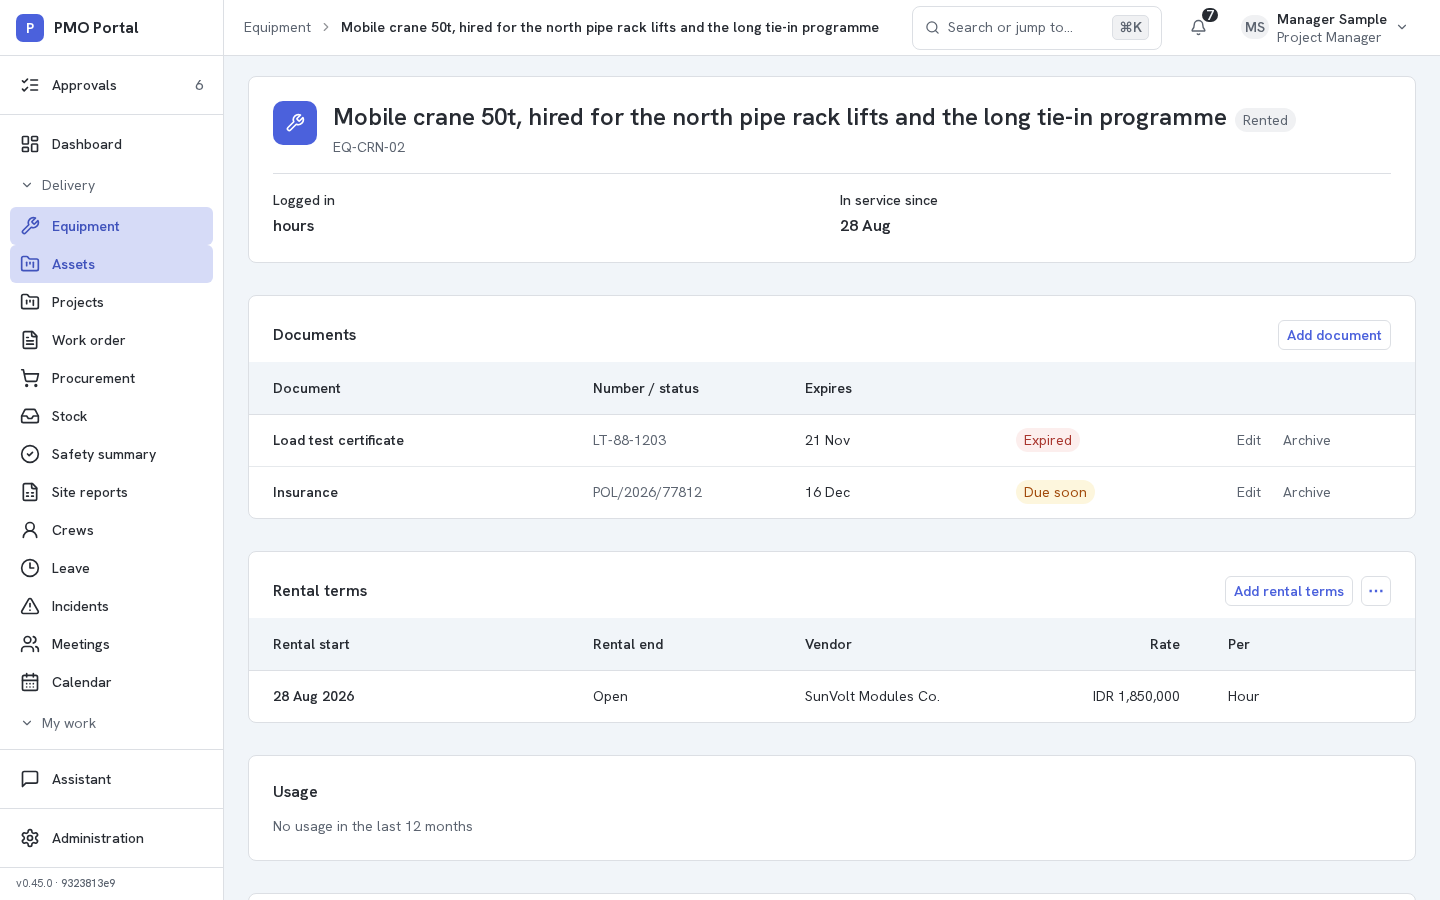 P PMO Portal
Equipment > Mobile crane 50t, hired for the north pipe rack lifts and the long tie-in programme
Search or jump to... ⌘K
7
MS Manager Sample
Project Manager
Approvals 6
Dashboard
Delivery
Equipment
Assets
Projects
Work order
Procurement
Stock
Safety summary
Site reports
Crews
Leave
Incidents
Meetings
Calendar
My work
Assistant
Administration
v0.45.0 · 9323813e9
Mobile crane 50t, hired for the north pipe rack lifts and the long tie-in programme Rented
EQ-CRN-02
Logged in In service since
hours 28 Aug
Documents Add document
Document Number / status Expires
Load test certificate LT-88-1203 21 Nov Expired Edit Archive
Insurance POL/2026/77812 16 Dec Due soon Edit Archive
Rental terms Add rental terms ...
Rental start Rental end Vendor Rate Per
28 Aug 2026 Open SunVolt Modules Co. IDR 1,850,000 Hour
Usage
No usage in the last 12 months